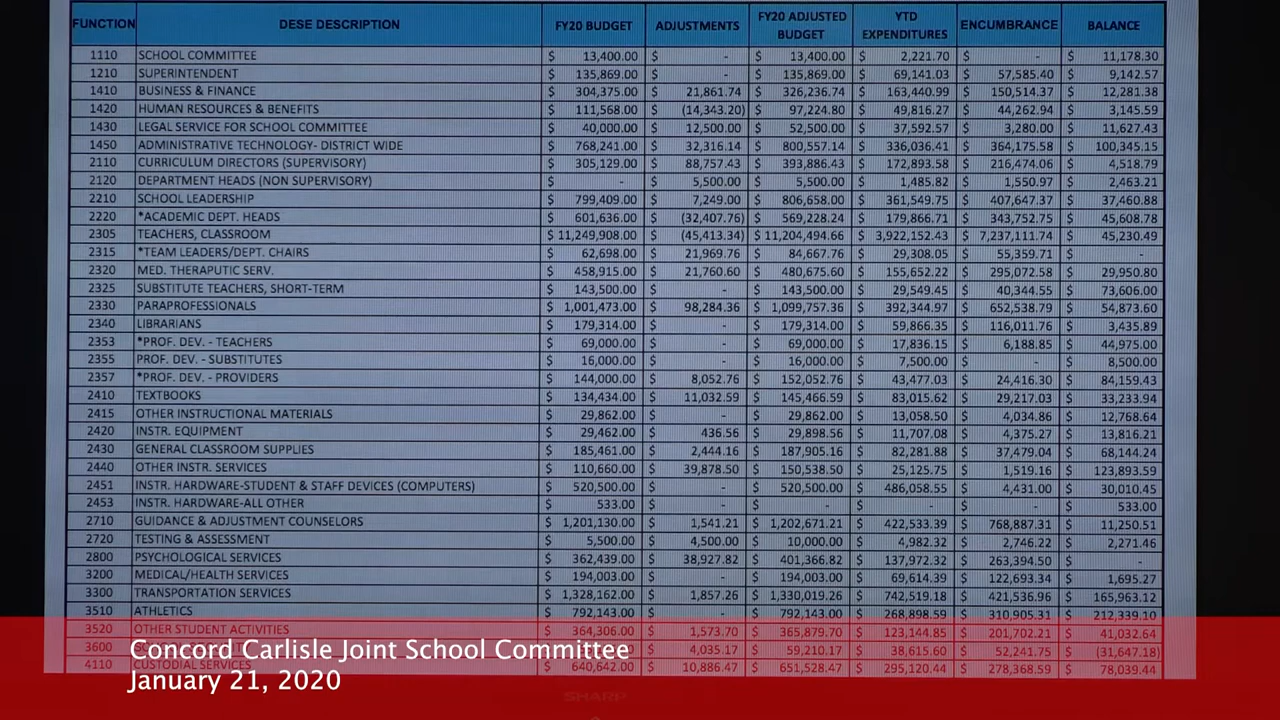 FUNCTION DESE DESCRIPTION FY20 BUDGET ADJUSTMENTS FY20 ADJUSTED BUDGET YTD EXPENDITURES ENCUMBRANCE BALANCE
1110 SCHOOL COMMITTEE $ 13,400.00 $ - $ 13,400.00 $ 2,221.70 $ - $ 11,178.30
1210 SUPERINTENDENT $ 135,869.00 $ - $ 135,869.00 $ 69,141.03 $ 57,585.40 $ 9,142.57
1410 BUSINESS & FINANCE $ 304,375.00 $ 21,861.74 $ 326,236.74 $ 163,440.99 $ 150,514.37 $ 12,281.38
1420 HUMAN RESOURCES & BENEFITS $ 111,568.00 $ (14,343.20) $ 97,224.80 $ 49,816.27 $ 44,262.94 $ 3,145.59
1430 LEGAL SERVICE FOR SCHOOL COMMITTEE $ 40,000.00 $ 12,500.00 $ 52,500.00 $ 37,592.57 $ 3,280.00 $ 11,627.43
1450 ADMINISTRATIVE TECHNOLOGY- DISTRICT WIDE $ 768,241.00 $ 32,316.14 $ 800,557.14 $ 336,036.41 $ 364,175.58 $ 100,345.15
2110 CURRICULUM DIRECTORS (SUPERVISORY) $ 305,129.00 $ 88,757.43 $ 393,886.43 $ 172,893.58 $ 216,474.06 $ 4,518.79
2120 DEPARTMENT HEADS (NON SUPERVISORY) $ - $ 5,500.00 $ 5,500.00 $ 1,485.82 $ 1,550.97 $ 2,463.21
2210 SCHOOL LEADERSHIP $ 799,409.00 $ 7,249.00 $ 806,658.00 $ 361,549.75 $ 407,647.37 $ 37,460.88
2220 *ACADEMIC DEPT. HEADS $ 601,636.00 $ (32,407.76) $ 569,228.24 $ 179,866.71 $ 343,752.75 $ 45,608.78
2305 TEACHERS, CLASSROOM $ 11,249,908.00 $ (45,413.34) $ 11,204,494.66 $ 3,922,152.43 $ 7,237,111.74 $ 45,230.49
2315 *TEAM LEADERS/DEPT. CHAIRS $ 62,698.00 $ 21,969.76 $ 84,667.76 $ 29,308.05 $ 55,359.71 $ -
2320 MED. THERAPUTIC SERV. $ 458,915.00 $ 21,760.60 $ 480,675.60 $ 155,652.22 $ 295,072.58 $ 29,950.80
2325 SUBSTITUTE TEACHERS, SHORT-TERM $ 143,500.00 $ - $ 143,500.00 $ 29,549.45 $ 40,344.55 $ 73,606.00
2330 PARAPROFESSIONALS $ 1,001,473.00 $ 98,284.36 $ 1,099,757.36 $ 392,344.97 $ 652,538.79 $ 54,873.60
2340 LIBRARIANS $ 179,314.00 $ - $ 179,314.00 $ 59,866.35 $ 116,011.76 $ 3,435.89
2353 *PROF. DEV. - TEACHERS $ 69,000.00 $ - $ 69,000.00 $ 17,836.15 $ 6,188.85 $ 44,975.00
2355 PROF. DEV. - SUBSTITUTES $ 16,000.00 $ - $ 16,000.00 $ 7,500.00 $ - $ 8,500.00
2357 *PROF. DEV. - PROVIDERS $ 144,000.00 $ 8,052.76 $ 152,052.76 $ 43,477.03 $ 24,416.30 $ 84,159.43
2410 TEXTBOOKS $ 134,434.00 $ 11,032.59 $ 145,466.59 $ 83,015.62 $ 29,217.03 $ 33,233.94
2415 OTHER INSTRUCTIONAL MATERIALS $ 29,862.00 $ - $ 29,862.00 $ 13,058.50 $ 4,034.86 $ 12,768.64
2420 INSTR. EQUIPMENT $ 29,462.00 $ 436.56 $ 29,898.56 $ 11,707.08 $ 4,375.27 $ 13,816.21
2430 GENERAL CLASSROOM SUPPLIES $ 185,461.00 $ 2,444.16 $ 187,905.16 $ 82,281.88 $ 37,479.04 $ 68,144.24
2440 OTHER INSTR. SERVICES $ 110,660.00 $ 39,878.50 $ 150,538.50 $ 25,125.75 $ 1,519.16 $ 123,893.59
2451 INSTR. HARDWARE-STUDENT & STAFF DEVICES (COMPUTERS) $ 520,500.00 $ - $ 520,500.00 $ 486,058.55 $ 4,431.00 $ 30,010.45
2453 INSTR. HARDWARE-ALL OTHER $ 533.00 $ - $ - $ - $ - $ 533.00
2710 GUIDANCE & ADJUSTMENT COUNSELORS $ 1,201,130.00 $ 1,541.21 $ 1,202,671.21 $ 422,533.39 $ 768,887.31 $ 11,250.51
2720 TESTING & ASSESSMENT $ 5,500.00 $ 4,500.00 $ 10,000.00 $ 4,982.32 $ 2,746.22 $ 2,271.46
2800 PSYCHOLOGICAL SERVICES $ 362,439.00 $ 38,927.82 $ 401,366.82 $ 137,972.32 $ 263,394.50 $ -
3200 MEDICAL/HEALTH SERVICES $ 194,003.00 $ - $ 194,003.00 $ 69,614.39 $ 122,693.34 $ 1,695.27
3300 TRANSPORTATION SERVICES $ 1,328,162.00 $ 1,857.26 $ 1,330,019.26 $ 742,519.18 $ 421,536.96 $ 165,963.12
3510 ATHLETICS $ 792,143.00 $ - $ 792,143.00 $ 268,898.59 $ 310,905.31 $ 212,339.10
3520 OTHER STUDENT ACTIVITIES $ 364,306.00 $ 1,573.70 $ 365,879.70 $ 123,144.85 $ 201,702.21 $ 41,032.64
3600 $ 4,035.17 $ 59,210.17 $ 38,615.60 $ 52,241.75 $ (31,647.18)
Concord Carlisle Joint School Committee
4110 CUSTODIAL SERVICES $ 640,642.00 $ 10,886.47 $ 651,528.47 $ 295,120.44 $ 278,368.59 $ 78,039.44
January 21, 2020
SHARP